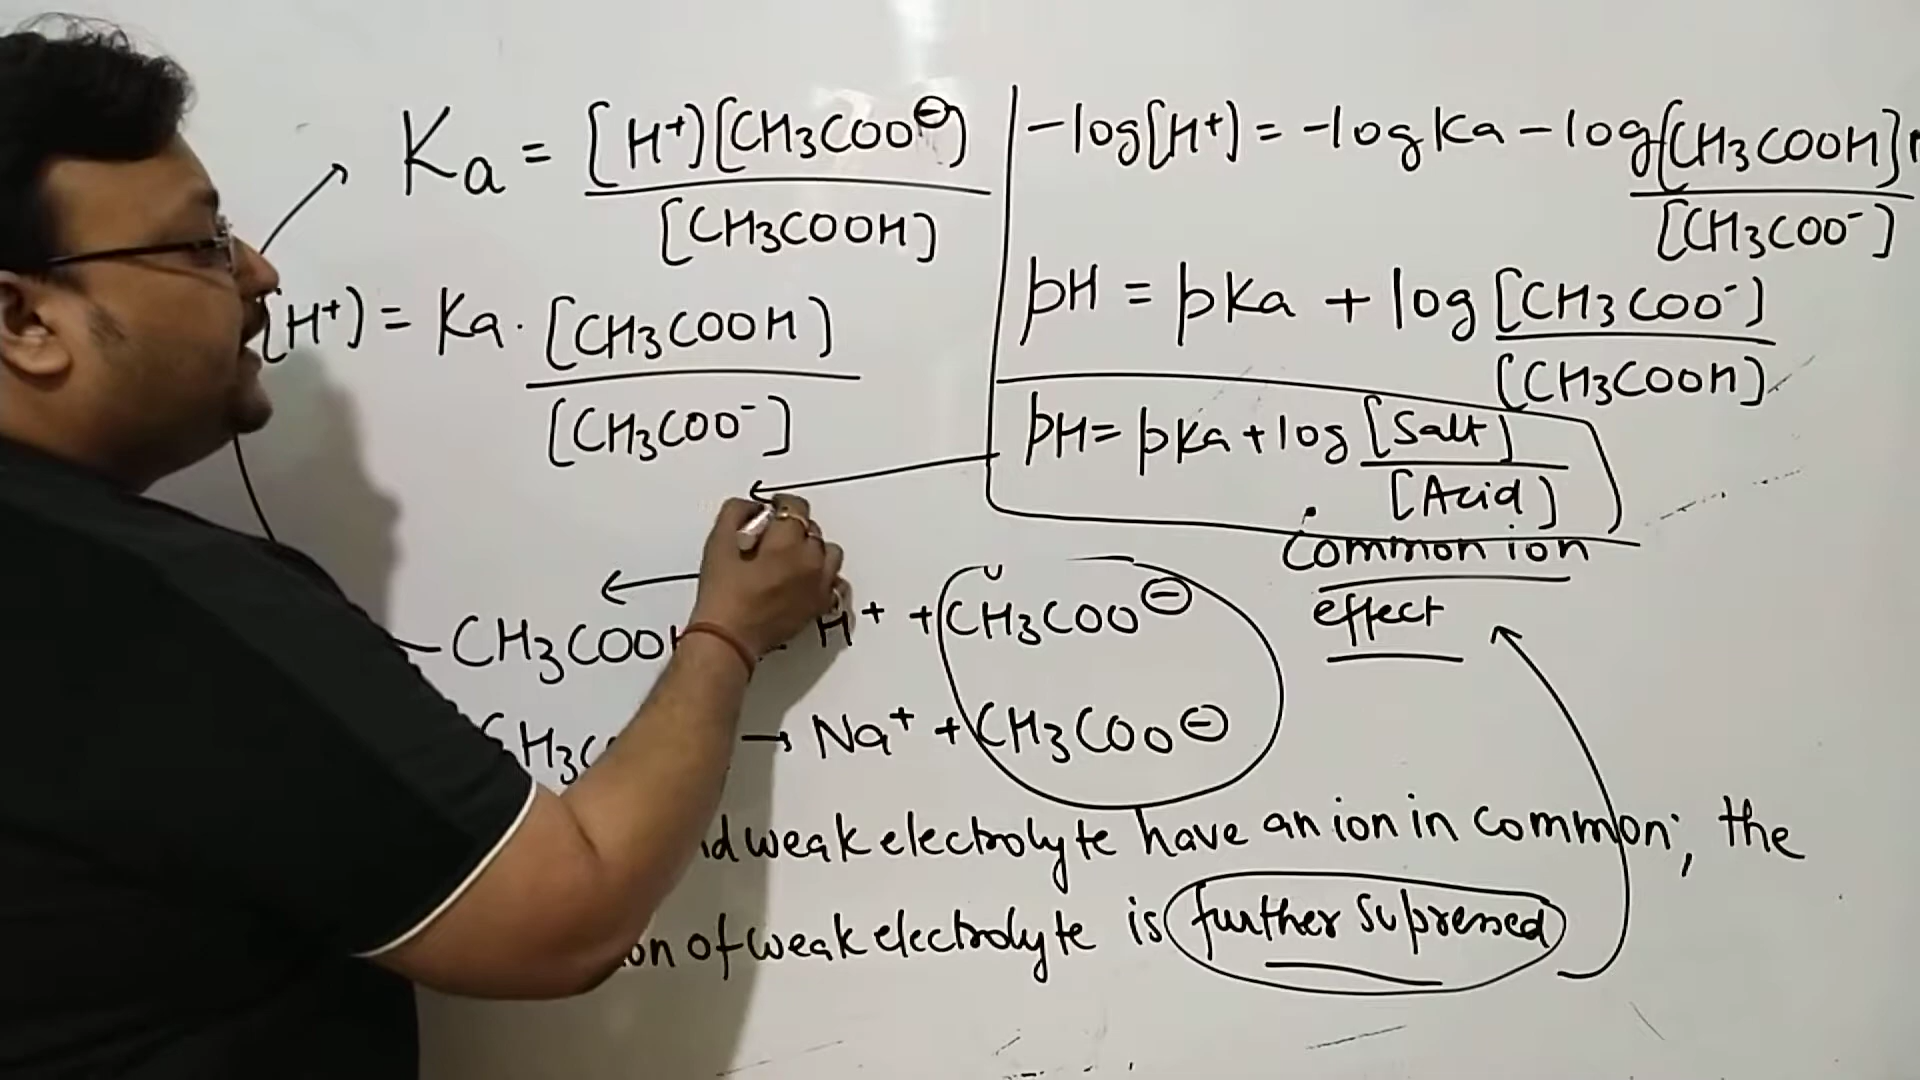 Ka = [H+][CH3COO⊖] / [CH3COOH]
[H+] = Ka · [CH3COOH] / [CH3COO-]
-log[H+] = -logKa - log [CH3COOH] / [CH3COO-]
pH = pKa + log [CH3COO-] / [CH3COOH]
pH = pKa + log [Salt] / [Acid]
common ion
effect
CH3COO H+ + CH3COO⊖
CH3 → Na+ + CH3COO⊖
weak electrolyte have an ion in common; the
of weak electrolyte is further supressed